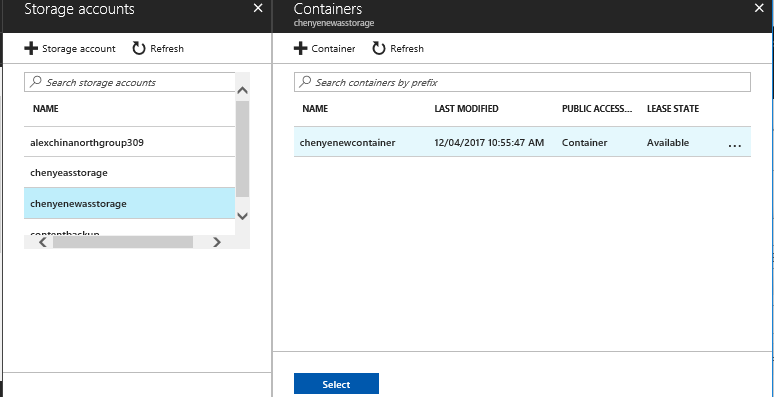 Storage accounts
Storage account Refresh
Search storage accounts
NAME
alexchinanorthgroup309
chenyeasstorage
chenyenewasstorage
contentbackup
Containers
chenyenewasstorage
Container Refresh
Search containers by prefix
NAME LAST MODIFIED PUBLIC ACCESS... LEASE STATE
chenyenewcontainer 12/04/2017 10:55:47 AM Container Available ...
Select